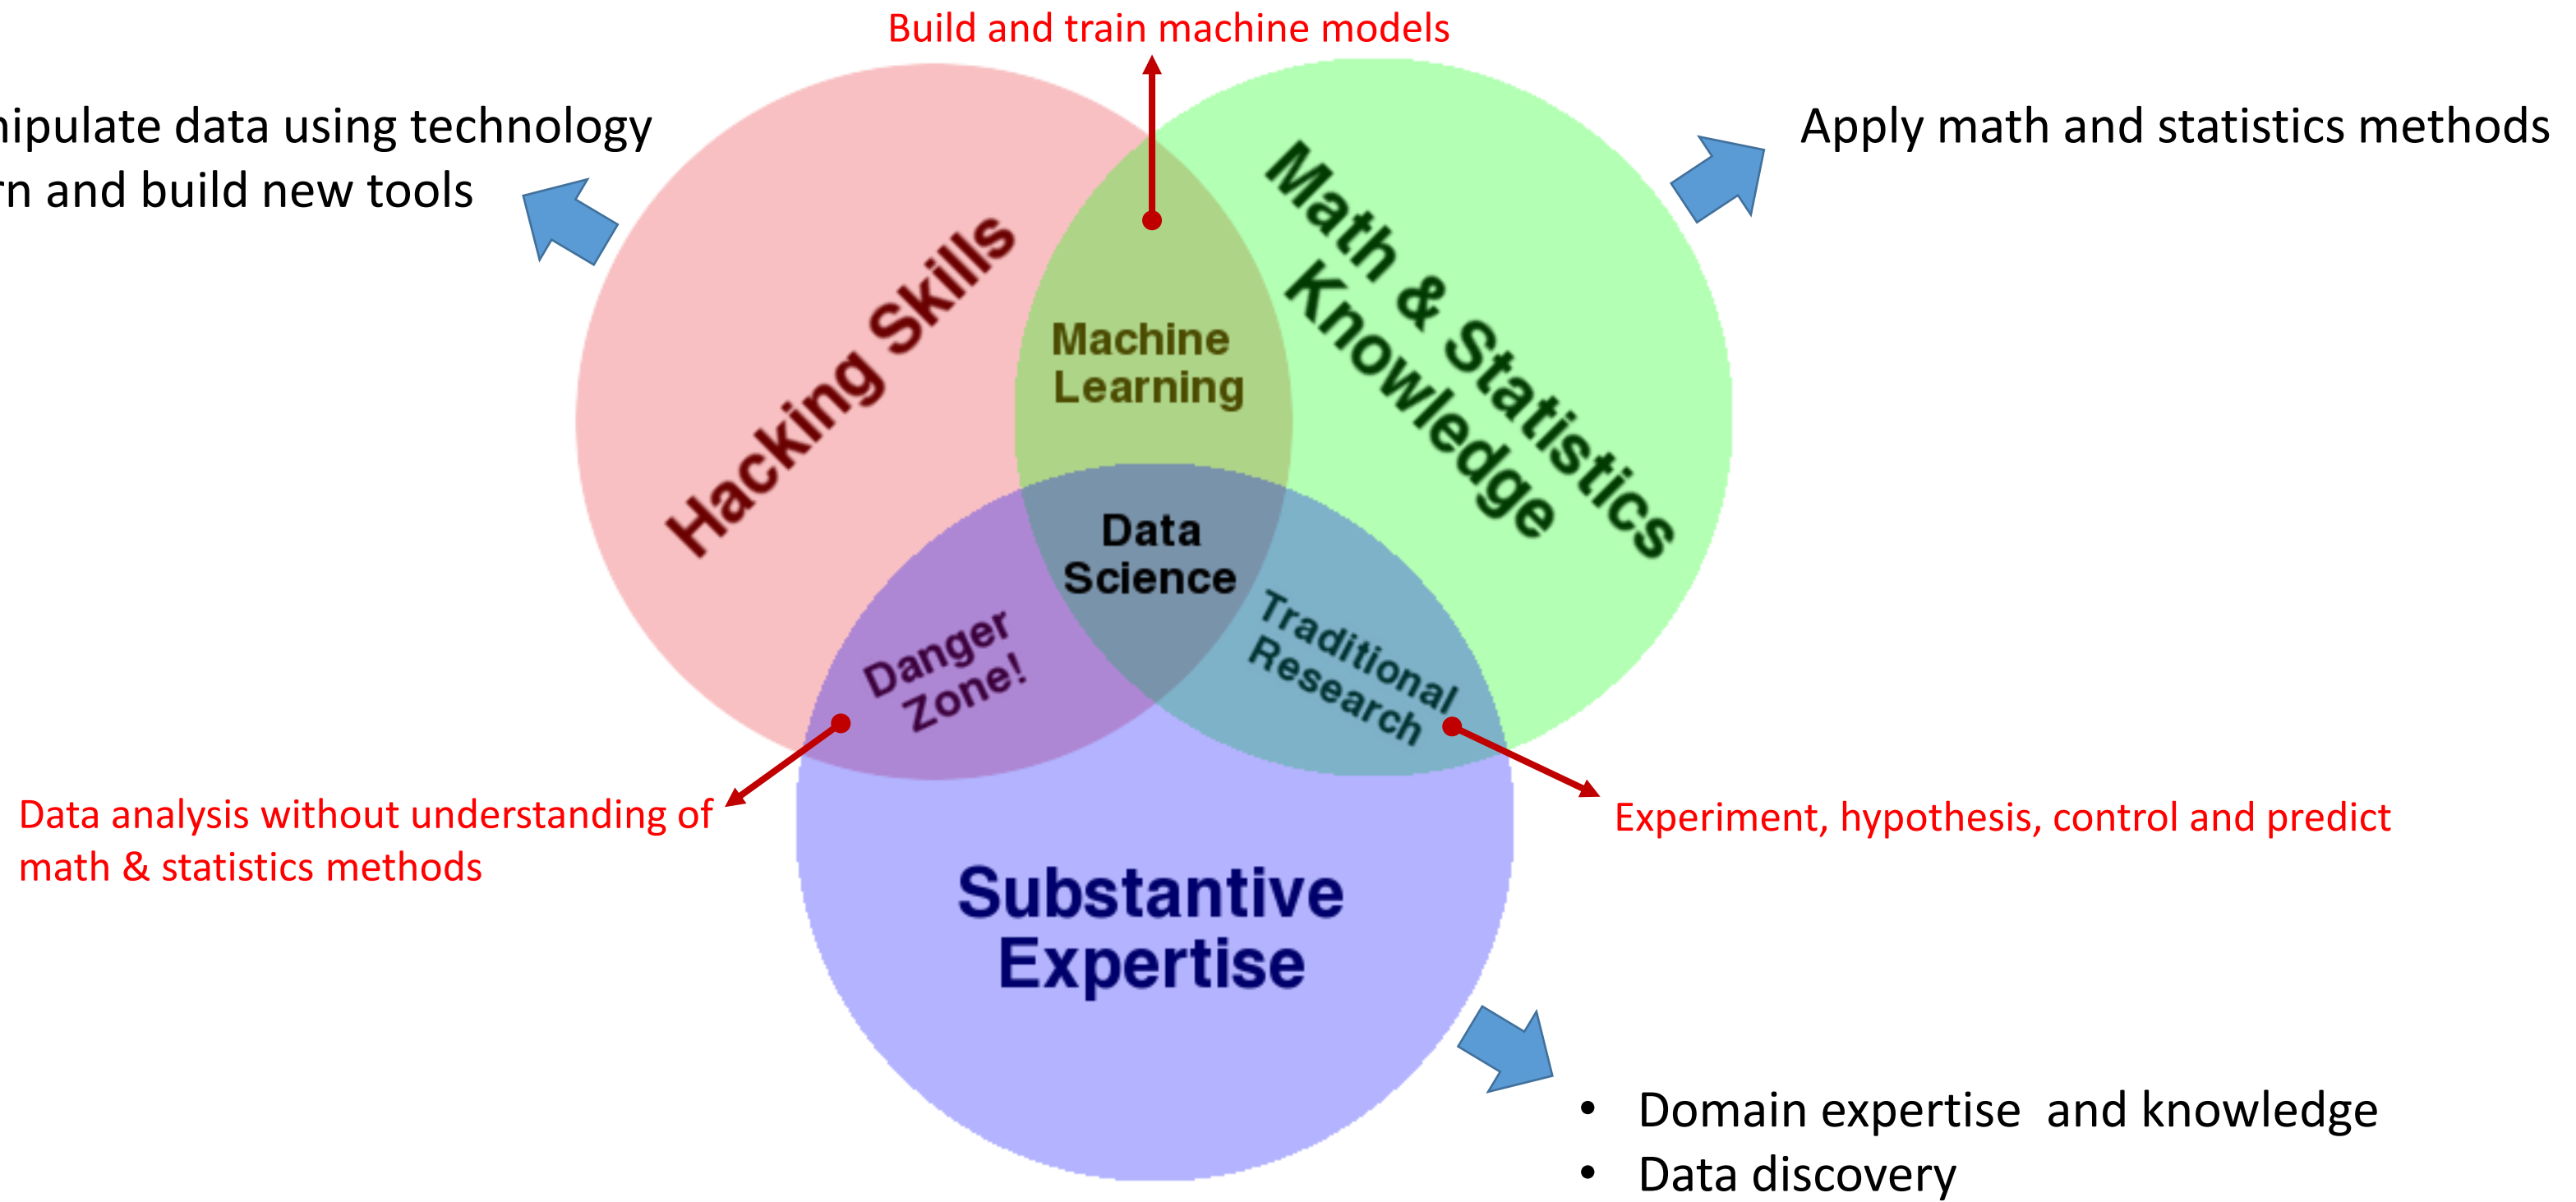 Build and train machine models
nipulate data using technology
rn and build new tools
Apply math and statistics methods
Hacking Skills
Math & Statistics
Knowledge
Machine
Learning
Data
Science
Danger
Zone!
Traditional
Research
Data analysis without understanding of
math & statistics methods
Experiment, hypothesis, control and predict
Substantive
Expertise
• Domain expertise  and knowledge
• Data discovery